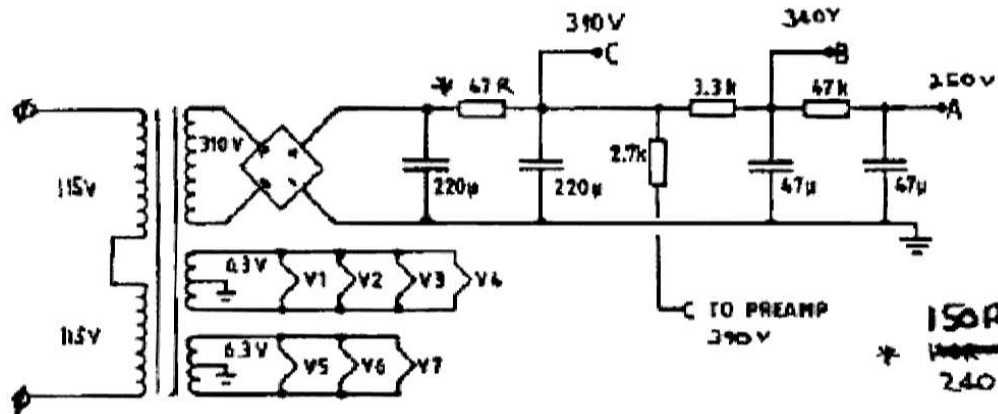 390V
C
340V
B
250V
A
* 47R
3.3k
47k
310V
2.7k
220µ
220µ
47µ
47µ
115V
6.3V
V1
V2
V3
V4
C TO PREAMP
390V
115V
6.3V
V5
V6
V7
150R
*
240